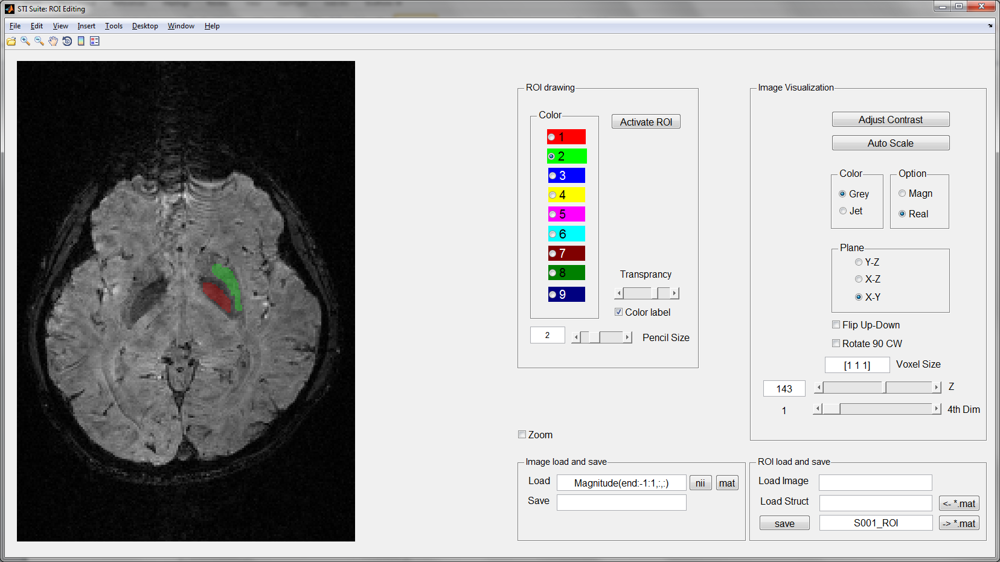 STI Suite: ROI Editing
File Edit View Insert Tools Desktop Window Help
ROI drawing
Color
Activate ROI
1
2
3
4
5
6
7
8
9
Transprancy
Color label
2
Pencil Size
Zoom
Image Visualization
Adjust Contrast
Auto Scale
Color
Grey
Jet
Option
Magn
Real
Plane
Y-Z
X-Z
X-Y
Flip Up-Down
Rotate 90 CW
[1 1 1] Voxel Size
143 Z
1 4th Dim
Image load and save
Load Magnitude(end:-1:1,:,:) nii mat
Save
ROI load and save
Load Image
Load Struct <- *.mat
save S001_ROI -> *.mat